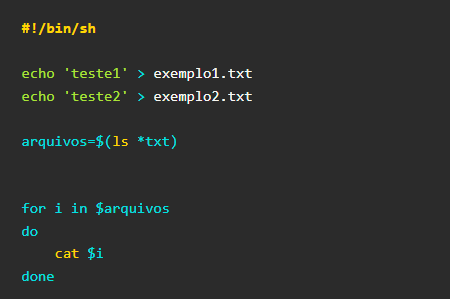 #!/bin/sh
echo 'teste1' > exemplo1.txt
echo 'teste2' > exemplo2.txt
arquivos=$(ls *txt)
for i in $arquivos
do
    cat $i
done